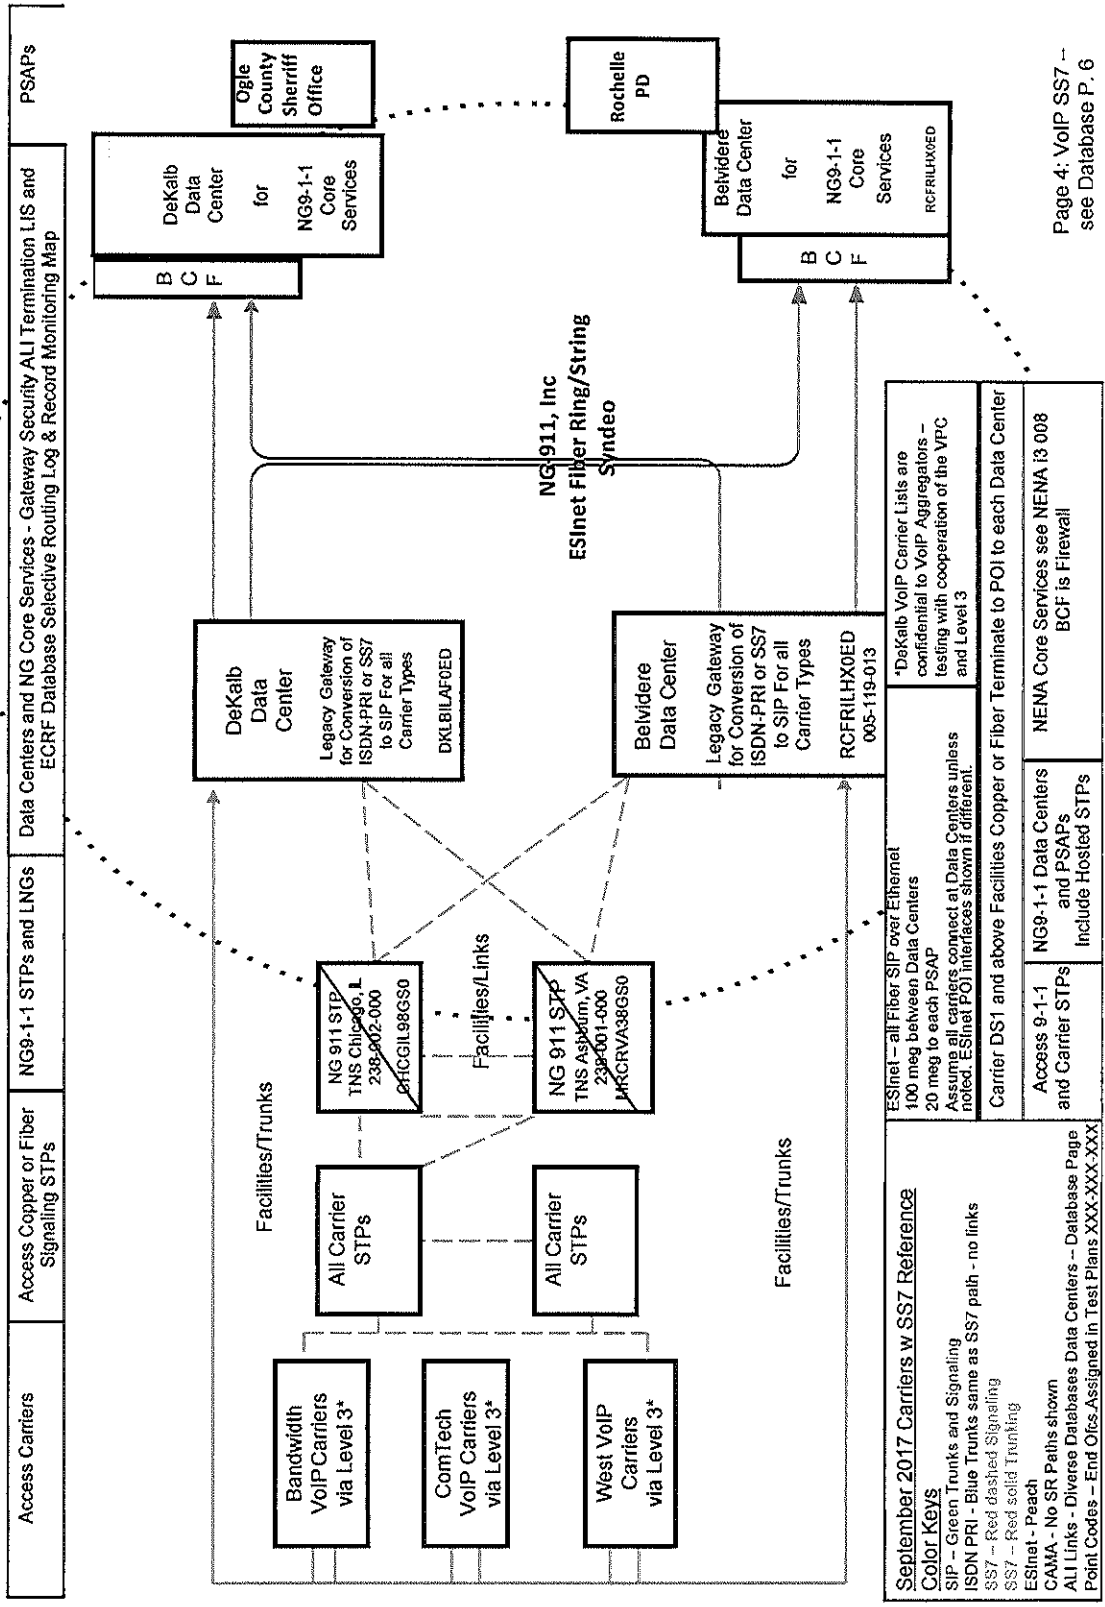 Access Carriers
Access Copper or Fiber
Signaling STPs
NG9-1-1 STPs and LNGs
Data Centers and NG Core Services - Gateway Security ALI Termination LIS and
ECRF Database Selective Routing Log & Record Monitoring Map
PSAPs
Bandwidth
VoIP Carriers
via Level 3*
ComTech
VoIP Carriers
via Level 3*
West VoIP
Carriers
via Level 3*
Facilities/Trunks
All Carrier
STPs
All Carrier
STPs
Facilities/Trunks
NG 911 STP
TNS Chicago, IL
238-902-000
CHCGIL98GS0
Facilities/Links
NG 911 STP
TNS Ashburn, VA
239-001-000
MRCRVA38GS0
DeKalb
Data
Center
Legacy Gateway
for Conversion of
ISDN-PRI or SS7
to SIP For all
Carrier Types
DKLBILAF0ED
Belvidere
Data Center
Legacy Gateway
for Conversion of
ISDN-PRI or SS7
to SIP For all
Carrier Types
RCFRILHX0ED
005-119-013
NG-911, Inc
ESInet Fiber Ring/String
Syndeo
B
C
F
DeKalb
Data
Center
for
NG9-1-1
Core
Services
Ogle
County
Sherriff
Office
B
C
F
Belvidere
Data Center
for
NG9-1-1
Core
Services
RCFRILHX0ED
Rochelle
PD
September 2017 Carriers w SS7 Reference
Color Keys
SIP – Green Trunks and Signaling
ISDN PRI - Blue Trunks same as SS7 path - no links
SS7 – Red dashed Signaling
SS7 – Red solid Trunking
ESInet - Peach
CAMA - No SR Paths shown
ALI Links - Diverse Databases Data Centers -- Database Page
Point Codes – End Ofcs Assigned in Test Plans XXX-XXX-XXX
ESInet – all Fiber SIP over Ethernet
100 meg between Data Centers
20 meg to each PSAP
Assume all carriers connect at Data Centers unless
noted. ESInet POI interfaces shown if different.
*DeKalb VoIP Carrier Lists are
confidential to VoIP Aggregators –
testing with cooperation of the VPC
and Level 3
Carrier DS1 and above Facilities Copper or Fiber Terminate to POI to each Data Center
Access 9-1-1
and Carrier STPs
NG9-1-1 Data Centers
and PSAPs
Include Hosted STPs
NENA Core Services see NENA i3 008
BCF is Firewall
Page 4: VoIP SS7 --
see Database P. 6